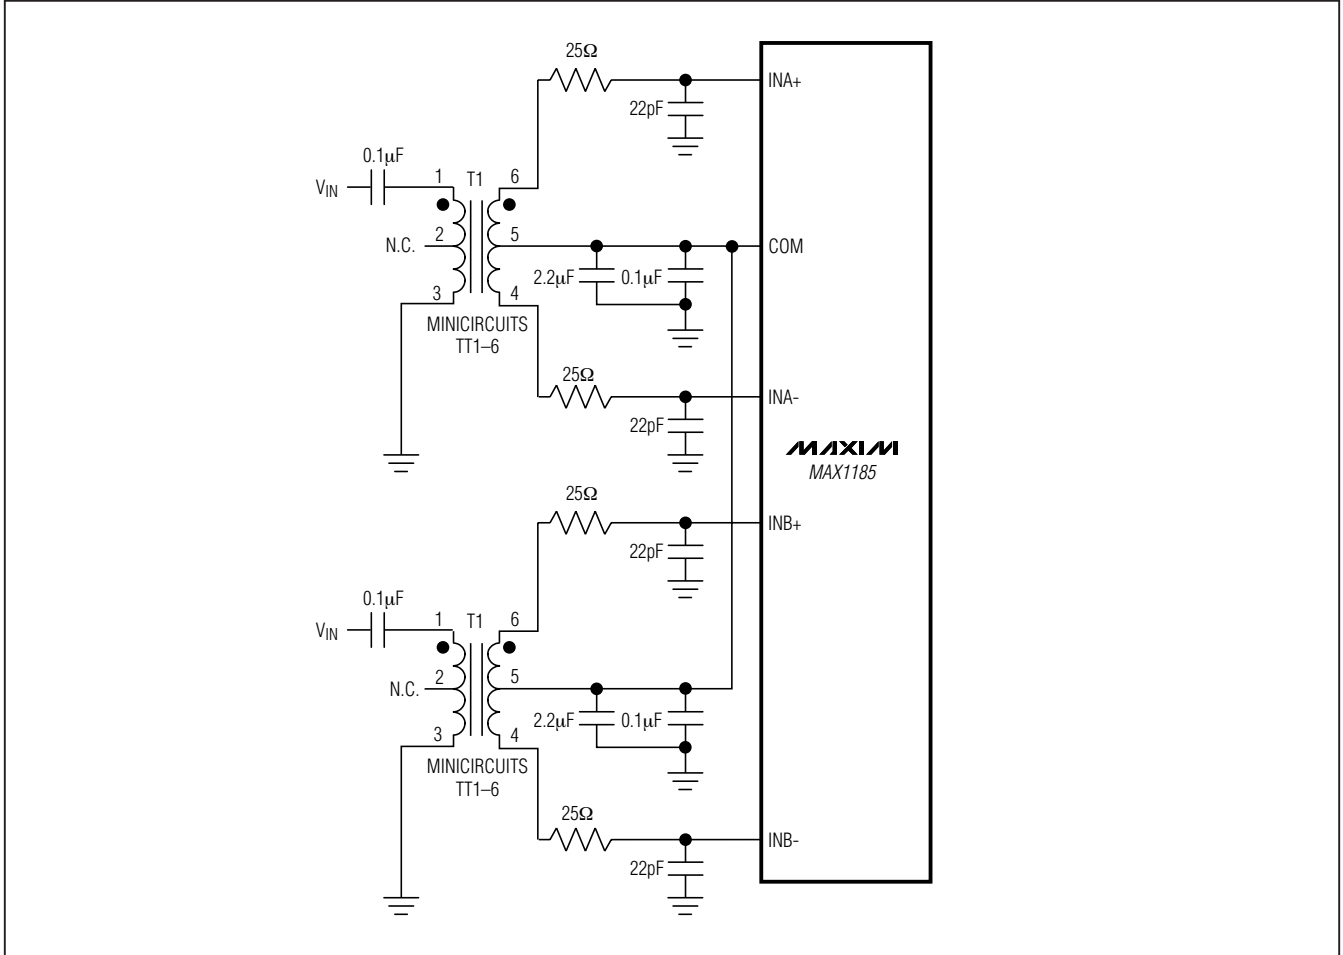 25Ω
INA+
22pF
0.1μF
1 T1 6
VIN
N.C. 2 5 COM
2.2μF 0.1μF
3 4
MINICIRCUITS
TT1–6
25Ω
INA-
22pF
MAXIM
MAX1185
25Ω
INB+
22pF
0.1μF
1 T1 6
VIN
N.C. 2 5
2.2μF 0.1μF
3 4
MINICIRCUITS
TT1–6
25Ω
INB-
22pF